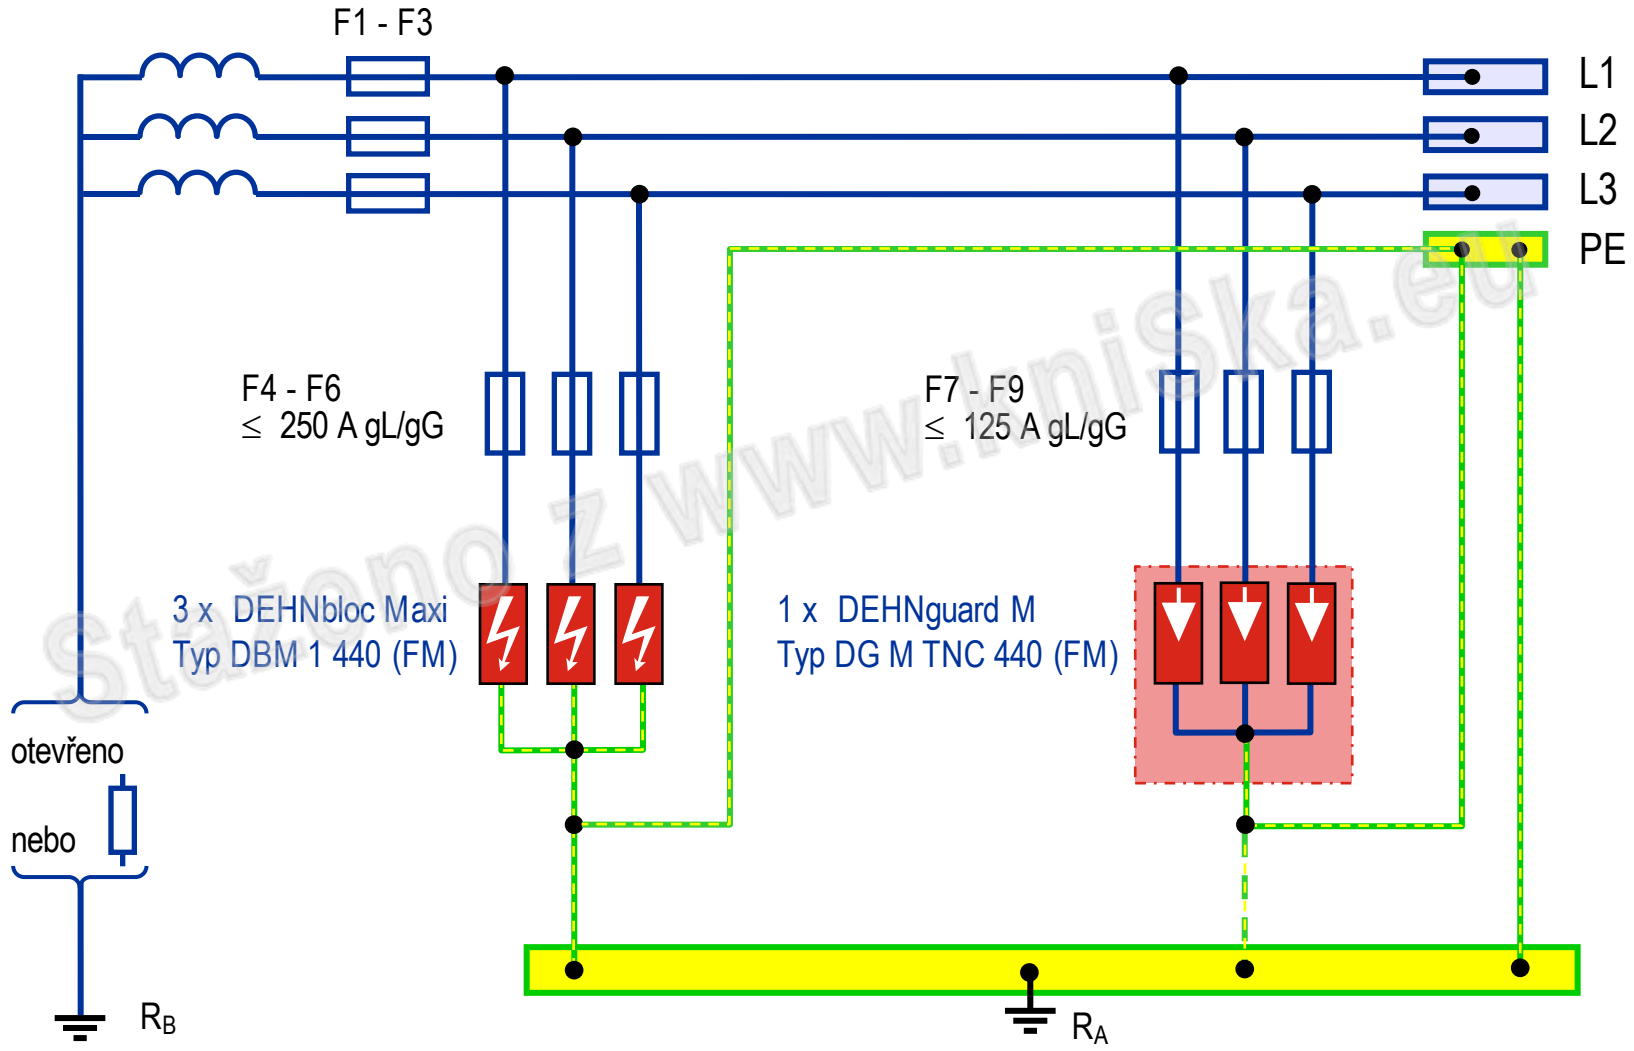 F1 - F3
L1
L2
L3
PE
F4 - F6
≤ 250 A gL/gG
F7 - F9
≤ 125 A gL/gG
Staženo z www.kniSka.eu
3 x DEHNbloc Maxi
Typ DBM 1 440 (FM)
1 x DEHNguard M
Typ DG M TNC 440 (FM)
otevřeno
nebo
RB
RA